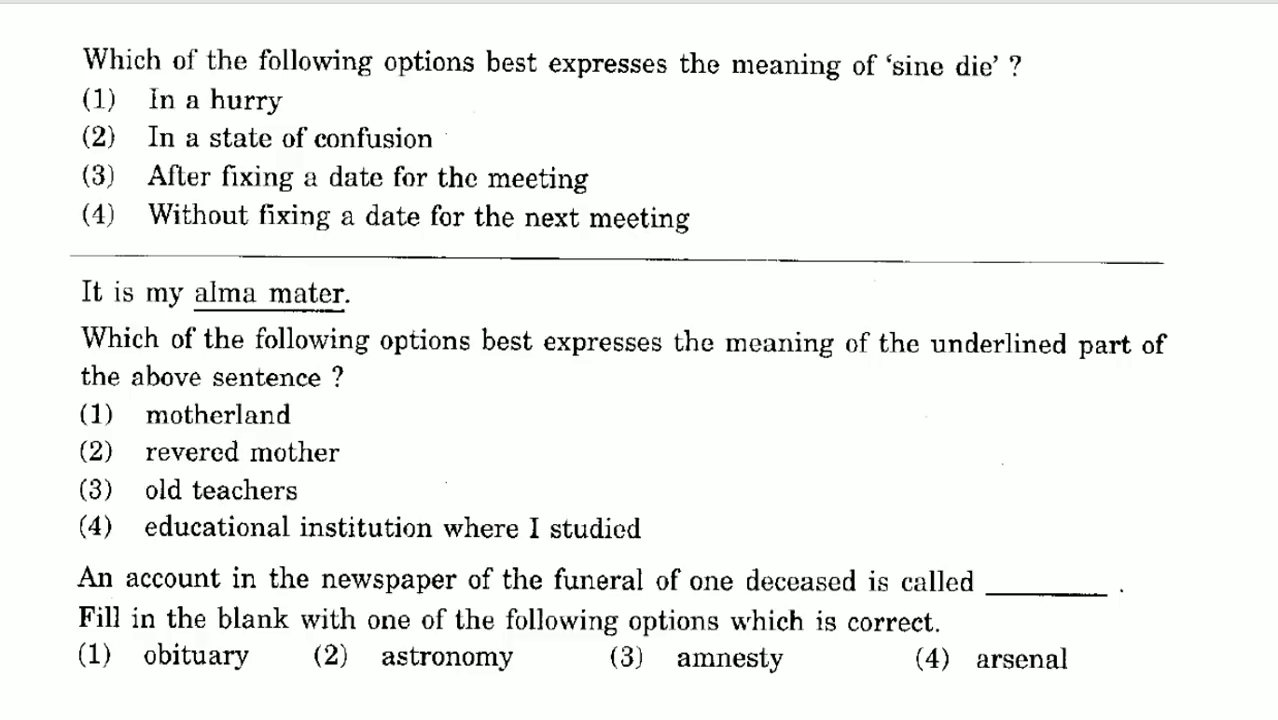 Which of the following options best expresses the meaning of ‘sine die’ ?
(1) In a hurry
(2) In a state of confusion
(3) After fixing a date for the meeting
(4) Without fixing a date for the next meeting
It is my alma mater.
Which of the following options best expresses the meaning of the underlined part of
the above sentence ?
(1) motherland
(2) revered mother
(3) old teachers
(4) educational institution where I studied
An account in the newspaper of the funeral of one deceased is called ________ .
Fill in the blank with one of the following options which is correct.
(1) obituary (2) astronomy (3) amnesty (4) arsenal